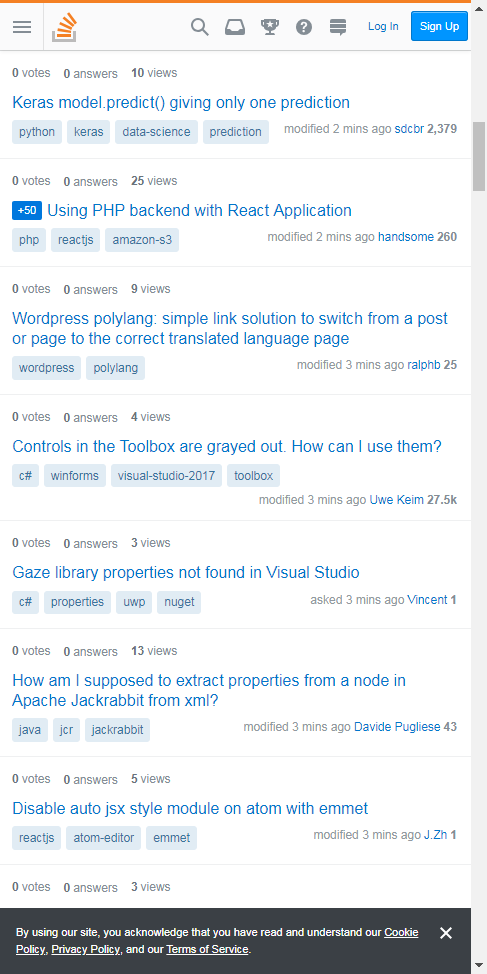 Log In Sign Up
0 votes 0 answers 10 views
Keras model.predict() giving only one prediction
python keras data-science prediction modified 2 mins ago sdcbr 2,379
0 votes 0 answers 25 views
+50 Using PHP backend with React Application
php reactjs amazon-s3 modified 2 mins ago handsome 260
0 votes 0 answers 9 views
Wordpress polylang: simple link solution to switch from a post
or page to the correct translated language page
wordpress polylang modified 3 mins ago ralphb 25
0 votes 0 answers 4 views
Controls in the Toolbox are grayed out. How can I use them?
c# winforms visual-studio-2017 toolbox
modified 3 mins ago Uwe Keim 27.5k
0 votes 0 answers 3 views
Gaze library properties not found in Visual Studio
c# properties uwp nuget asked 3 mins ago Vincent 1
0 votes 0 answers 13 views
How am I supposed to extract properties from a node in
Apache Jackrabbit from xml?
java jcr jackrabbit modified 3 mins ago Davide Pugliese 43
0 votes 0 answers 5 views
Disable auto jsx style module on atom with emmet
reactjs atom-editor emmet modified 3 mins ago J.Zh 1
0 votes 0 answers 3 views
By using our site, you acknowledge that you have read and understand our Cookie
Policy, Privacy Policy, and our Terms of Service.